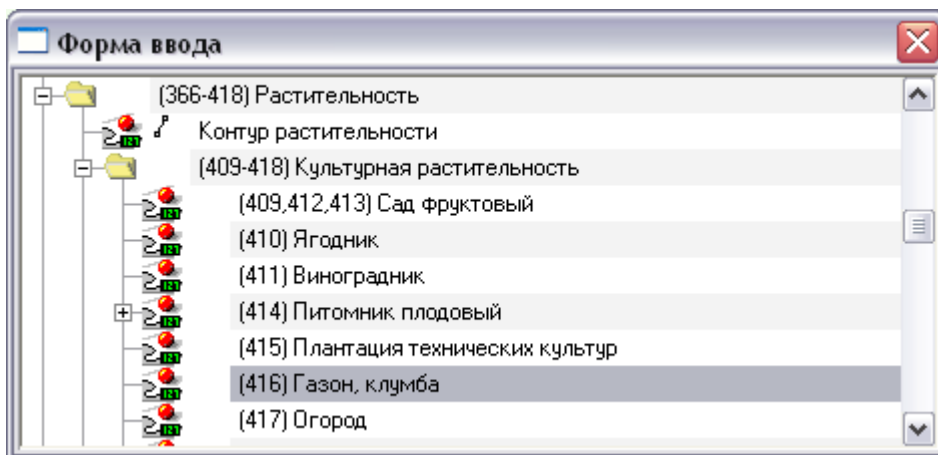 Форма ввода
(366-418) Растительность
Контур растительности
(409-418) Культурная растительность
(409,412,413) Сад фруктовый
(410) Ягодник
(411) Виноградник
(414) Питомник плодовый
(415) Плантация технических культур
(416) Газон, клумба
(417) Огород